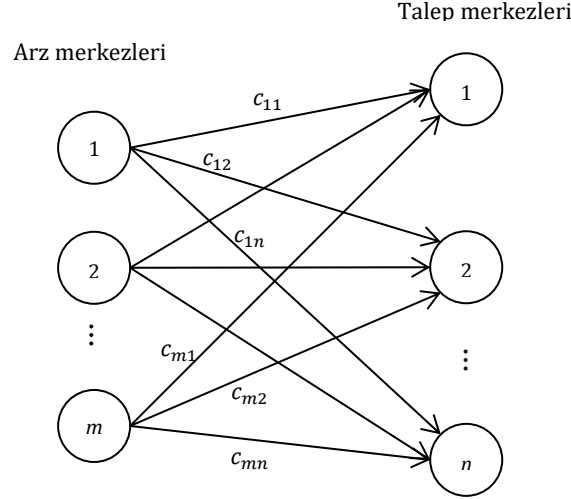 Talep merkezleri
Arz merkezleri
1
1
c11
c12
2
2
c1n
⋮
⋮
cm1
cm2
m
cmn
n